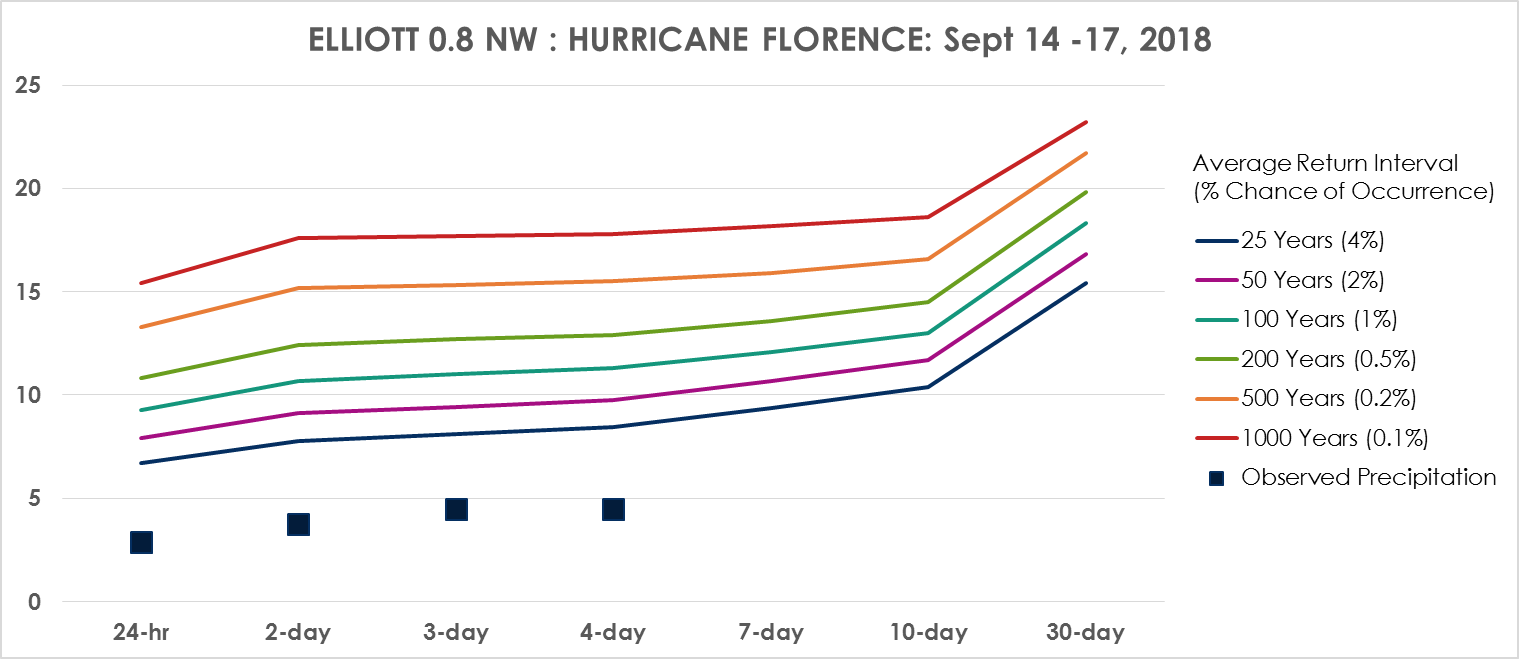 ELLIOTT 0.8 NW : HURRICANE FLORENCE: Sept 14 -17, 2018
25
20
15
10
5
0
24-hr
2-day
3-day
4-day
7-day
10-day
30-day
Average Return Interval
(% Chance of Occurrence)
25 Years (4%)
50 Years (2%)
100 Years (1%)
200 Years (0.5%)
500 Years (0.2%)
1000 Years (0.1%)
Observed Precipitation